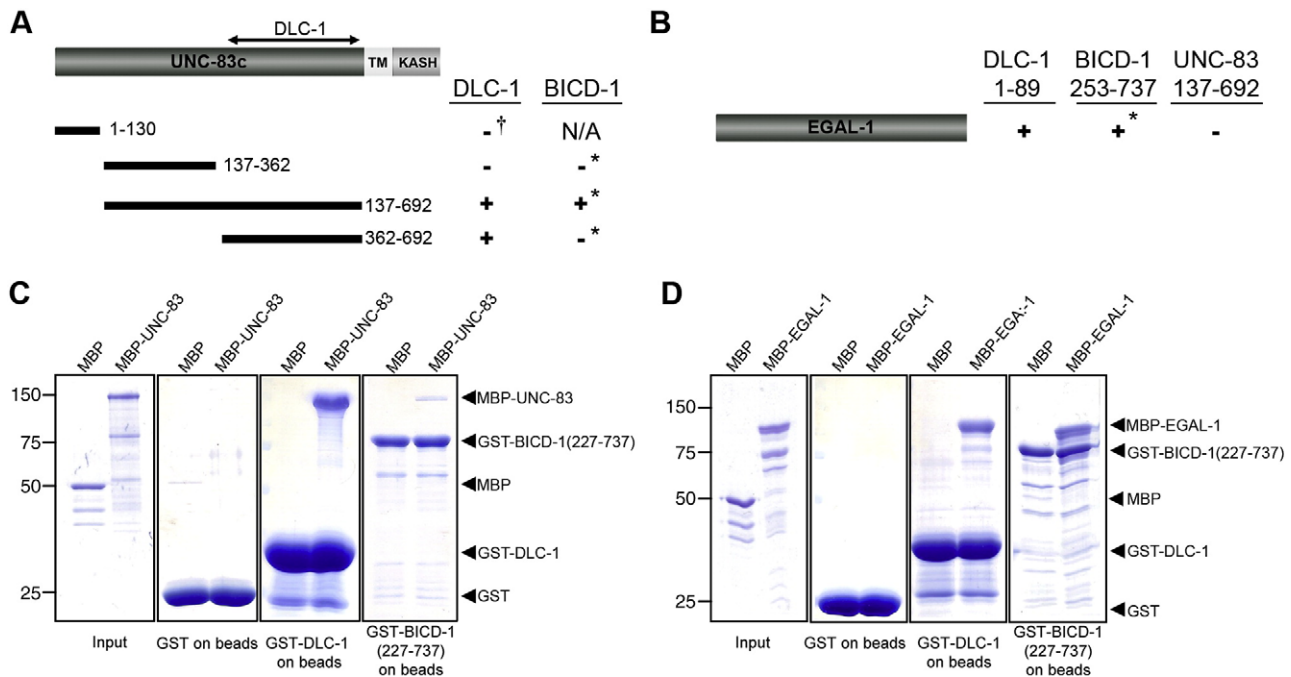 A
DLC-1
UNC-83c TM KASH
DLC-1 BICD-1
1-130 -† N/A
137-362 - -*
137-692 + +*
362-692 + -*
B
DLC-1 BICD-1 UNC-83
1-89 253-737 137-692
EGAL-1 + +* -
C
MBP MBP-UNC-83 MBP MBP-UNC-83 MBP MBP-UNC-83 MBP MBP-UNC-83
150
75
50
25
MBP-UNC-83
GST-BICD-1(227-737)
MBP
GST-DLC-1
GST
Input
GST on beads
GST-DLC-1
on beads
GST-BICD-1
(227-737)
on beads
D
MBP MBP-EGAL-1 MBP MBP-EGAL-1 MBP MBP-EGA:-1 MBP MBP-EGAL-1
150
75
50
25
MBP-EGAL-1
GST-BICD-1(227-737)
MBP
GST-DLC-1
GST
Input
GST on beads
GST-DLC-1
on beads
GST-BICD-1
(227-737)
on beads